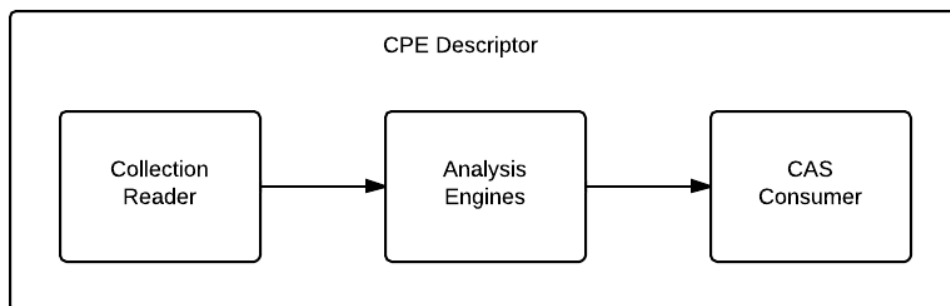 CPE Descriptor
Collection
Reader
Analysis
Engines
CAS
Consumer